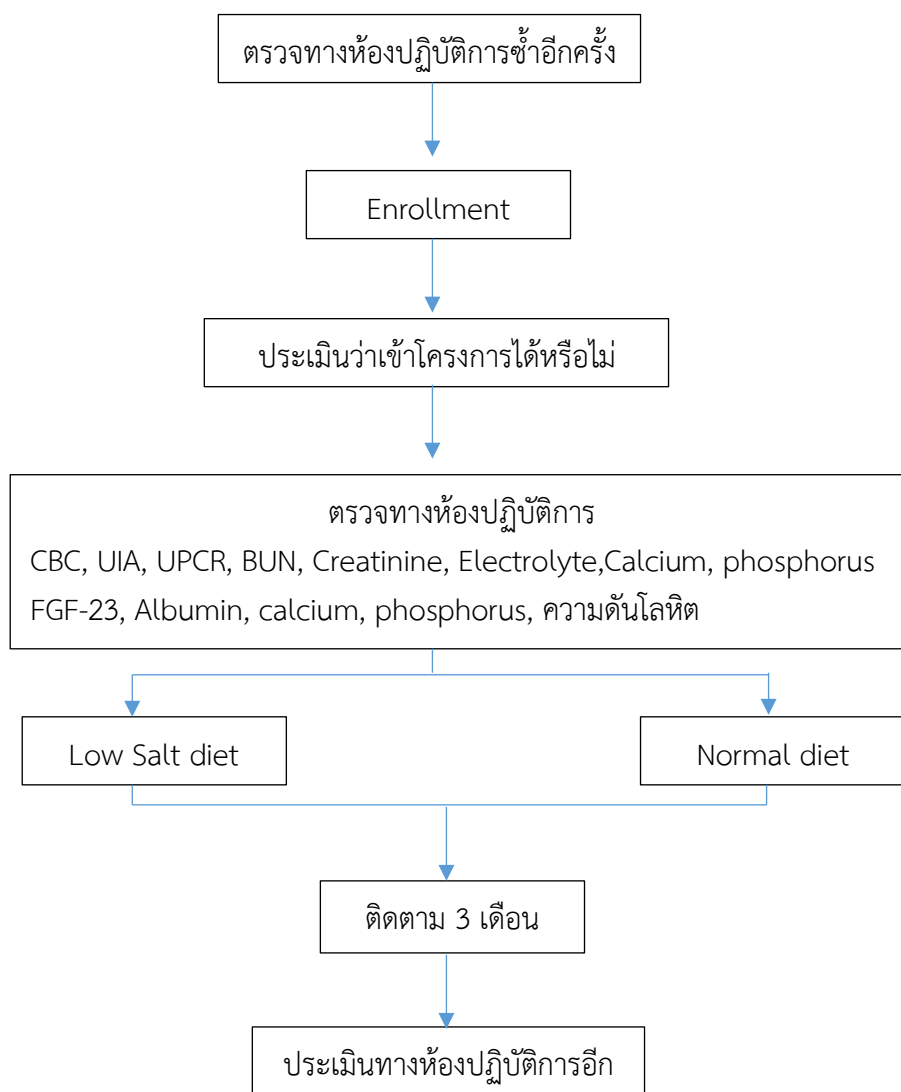 ตรวจทางห้องปฏิบัติการซ้ำอีกครั้ง
Enrollment
ประเมินว่าเข้าโครงการได้หรือไม่
ตรวจทางห้องปฏิบัติการ
CBC, UIA, UPCR, BUN, Creatinine, Electrolyte,Calcium, phosphorus
FGF-23, Albumin, calcium, phosphorus, ความดันโลหิต
Low Salt diet
Normal diet
ติดตาม 3 เดือน
ประเมินทางห้องปฏิบัติการอีก